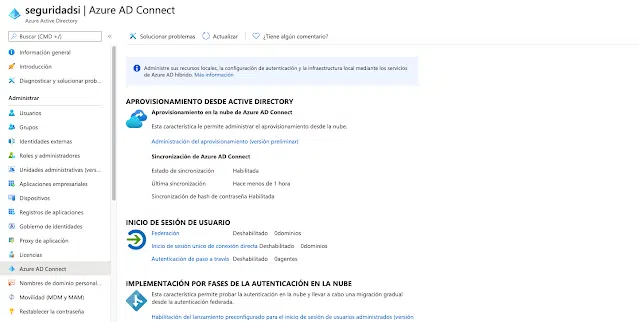 seguridadsi | Azure AD Connect
Azure Active Directory
Buscar (CMD +/)
«
Solucionar problemas
Actualizar
¿Tiene algún comentario?
Información general
Introducción
Diagnosticar y solucionar prob...
Administrar
Usuarios
Grupos
Identidades externas
Roles y administradores
Unidades administrativas (vers...
Aplicaciones empresariales
Dispositivos
Registros de aplicaciones
Gobierno de identidades
Proxy de aplicación
Licencias
Azure AD Connect
Nombres de dominio personal...
Movilidad (MDM y MAM)
Restablecer la contraseña
Administre sus recursos locales, la configuración de autenticación y la infraestructura local mediante los servicios
de Azure AD híbrido. Más información
APROVISIONAMIENTO DESDE ACTIVE DIRECTORY
Aprovisionamiento en la nube de Azure AD Connect
Esta característica le permite administrar el aprovisionamiento desde la nube.
Administración del aprovisionamiento (versión preliminar)
Sincronización de Azure AD Connect
Estado de sincronización Habilitada
Última sincronización Hace menos de 1 hora
Sincronización de hash de contraseña Habilitada
INICIO DE SESIÓN DE USUARIO
Federación Deshabilitado 0dominios
Inicio de sesión único de conexión directa Deshabilitado 0dominios
Autenticación de paso a través Deshabilitado 0agentes
IMPLEMENTACIÓN POR FASES DE LA AUTENTICACIÓN EN LA NUBE
Esta característica permite probar la autenticación en la nube y llevar a cabo una migración gradual
desde la autenticación federada.
Habilitación del lanzamiento preconfigurado para el inicio de sesión de usuarios administrados (versión